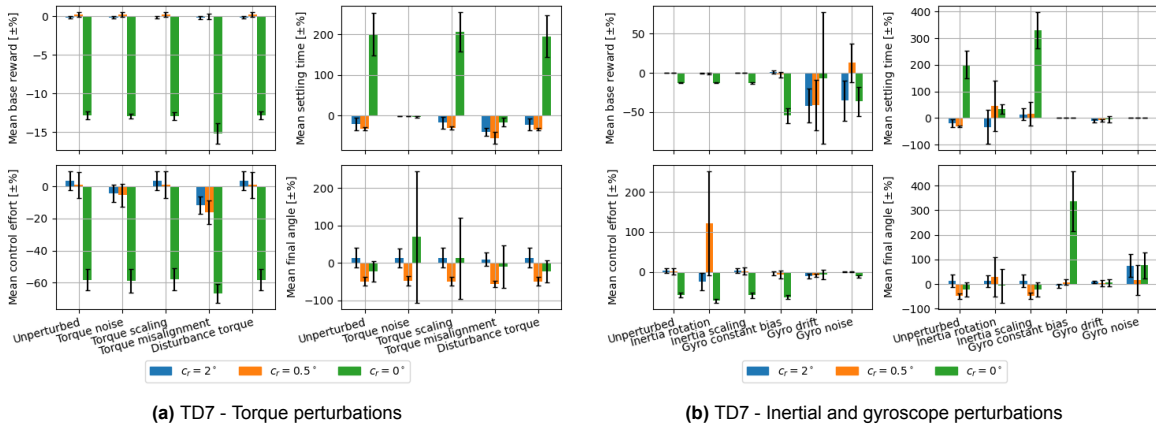 Mean base reward [±%]
0
−5
−10
−15
Mean settling time [±%]
200
100
0
Mean control effort [±%]
0
−20
−40
−60
Unperturbed
Torque noise
Torque scaling
Torque misalignment
Disturbance torque
Mean final angle [±%]
200
100
0
−100
Unperturbed
Torque noise
Torque scaling
Torque misalignment
Disturbance torque
c_r = 2°
c_r = 0.5°
c_r = 0°
(a) TD7 - Torque perturbations
Mean base reward [±%]
50
0
−50
Mean settling time [±%]
400
300
200
100
0
−100
Mean control effort [±%]
200
100
0
Unperturbed
Inertia rotation
Inertia scaling
Gyro constant bias
Gyro drift
Gyro noise
Mean final angle [±%]
400
300
200
100
0
−100
Unperturbed
Inertia rotation
Inertia scaling
Gyro constant bias
Gyro drift
Gyro noise
c_r = 2°
c_r = 0.5°
c_r = 0°
(b) TD7 - Inertial and gyroscope perturbations